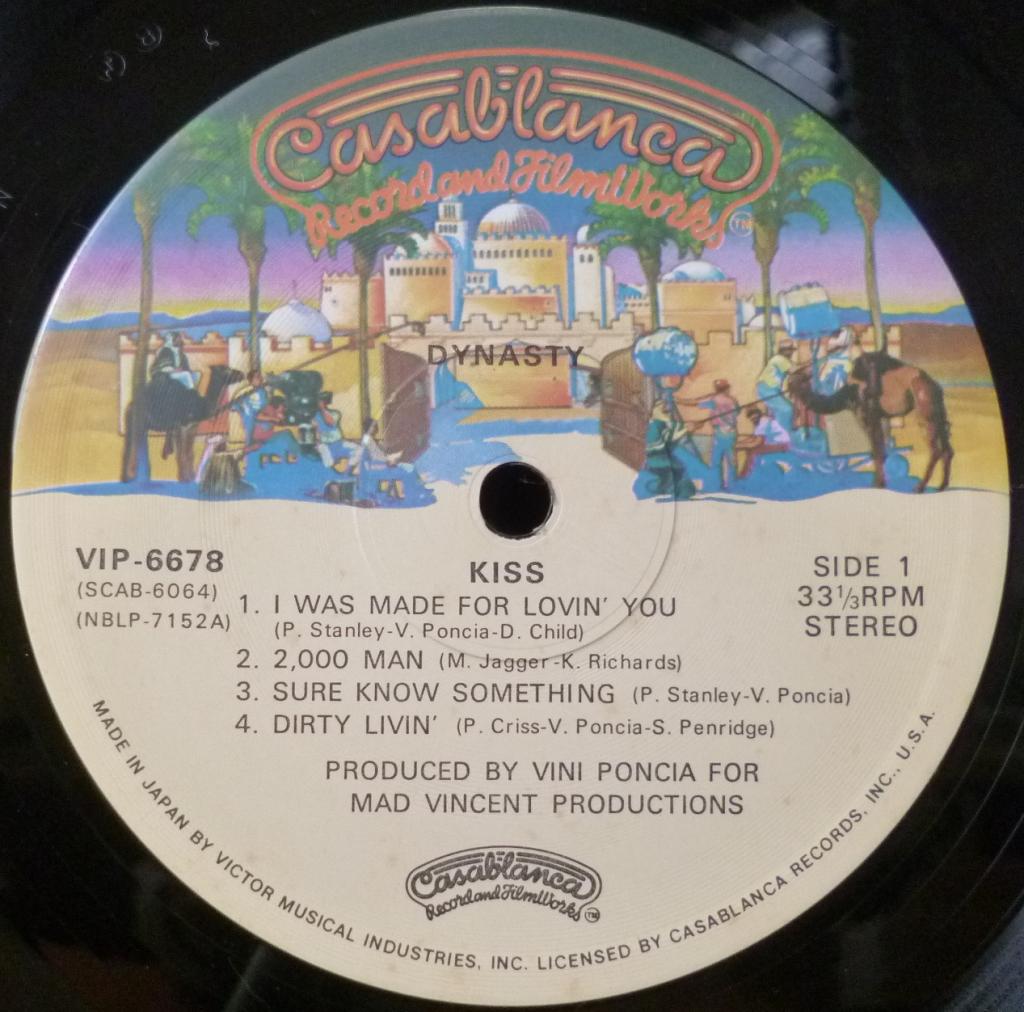 Casablanca
Record and FilmWorks TM
DYNASTY
VIP-6678
(SCAB-6064)
(NBLP-7152A)
KISS
SIDE 1
33⅓RPM
STEREO
1. I WAS MADE FOR LOVIN' YOU
(P. Stanley-V. Poncia-D. Child)
2. 2,000 MAN (M. Jagger-K. Richards)
3. SURE KNOW SOMETHING (P. Stanley-V. Poncia)
4. DIRTY LIVIN' (P. Criss-V. Poncia-S. Penridge)
PRODUCED BY VINI PONCIA FOR
MAD VINCENT PRODUCTIONS
Casablanca
Record and FilmWorks TM
MADE IN JAPAN BY VICTOR MUSICAL INDUSTRIES, INC. LICENSED BY CASABLANCA RECORDS, INC., U.S.A.